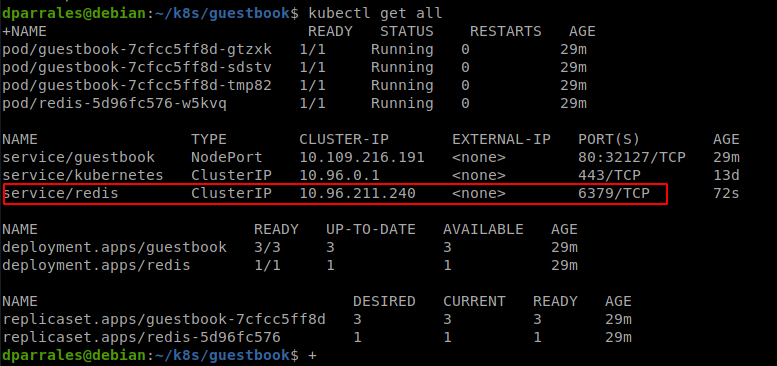 dparrales@debian:~/k8s/guestbook$ kubectl get all
+NAME READY STATUS RESTARTS AGE
pod/guestbook-7cfcc5ff8d-gtzxk 1/1 Running 0 29m
pod/guestbook-7cfcc5ff8d-sdstv 1/1 Running 0 29m
pod/guestbook-7cfcc5ff8d-tmp82 1/1 Running 0 29m
pod/redis-5d96fc576-w5kvq 1/1 Running 0 29m
NAME TYPE CLUSTER-IP EXTERNAL-IP PORT(S) AGE
service/guestbook NodePort 10.109.216.191 <none> 80:32127/TCP 29m
service/kubernetes ClusterIP 10.96.0.1 <none> 443/TCP 13d
service/redis ClusterIP 10.96.211.240 <none> 6379/TCP 72s
NAME READY UP-TO-DATE AVAILABLE AGE
deployment.apps/guestbook 3/3 3 3 29m
deployment.apps/redis 1/1 1 1 29m
NAME DESIRED CURRENT READY AGE
replicaset.apps/guestbook-7cfcc5ff8d 3 3 3 29m
replicaset.apps/redis-5d96fc576 1 1 1 29m
dparrales@debian:~/k8s/guestbook$ +